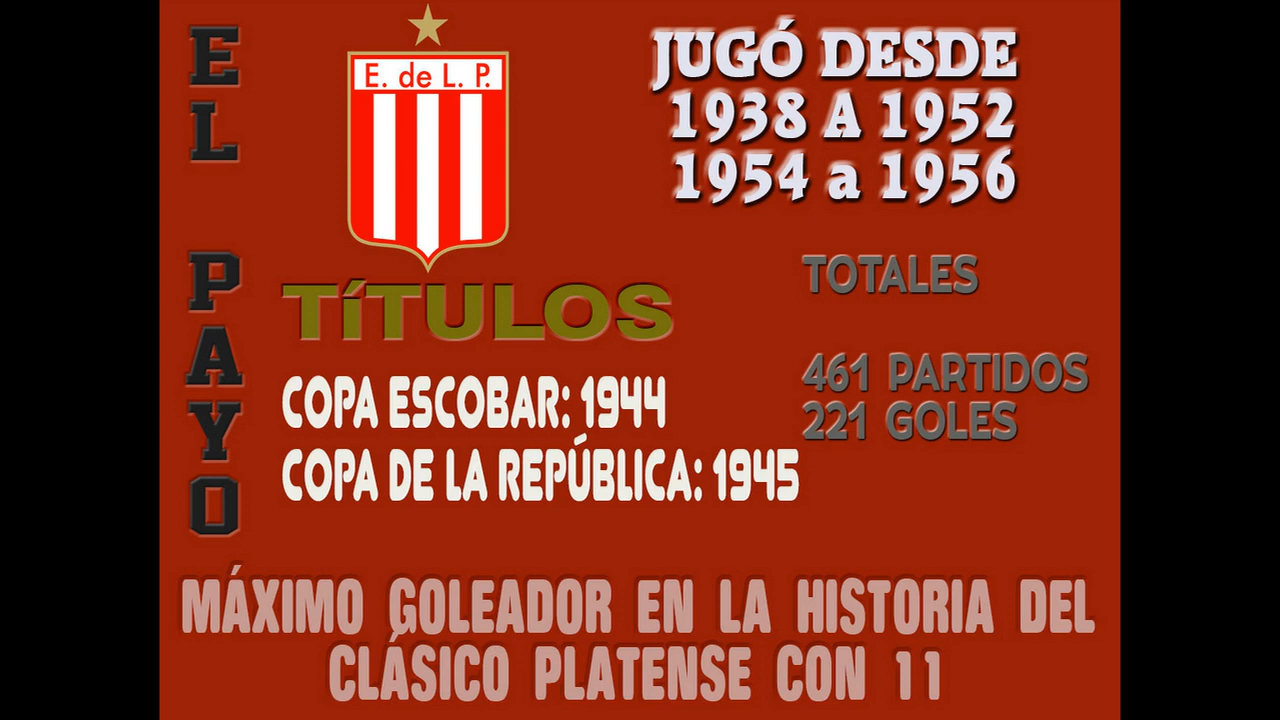 EL PAYO
E. de L. P.
JUGÓ DESDE
1938 A 1952
1954 a 1956
TíTULOS
COPA ESCOBAR: 1944
COPA DE LA REPÚBLICA: 1945
TOTALES
461 PARTIDOS
221 GOLES
MÁXIMO GOLEADOR EN LA HISTORIA DEL
CLÁSICO PLATENSE CON 11